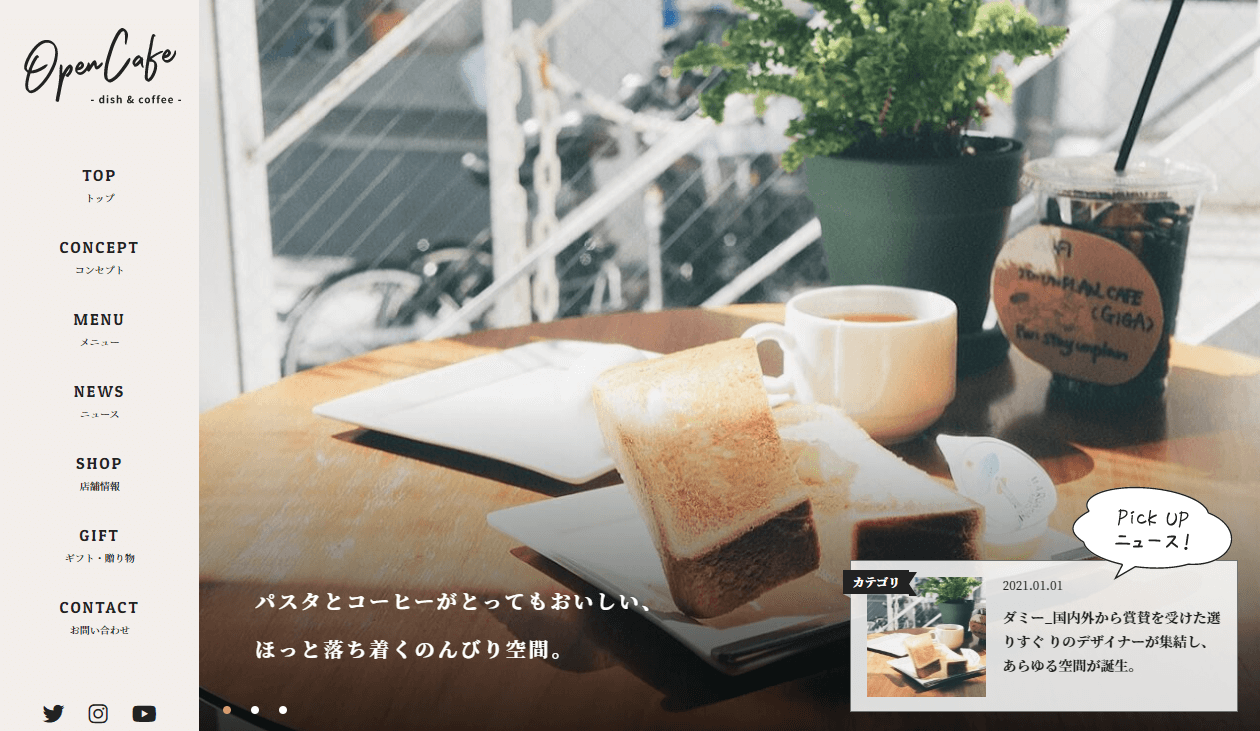 OpenCafe
- dish & coffee -
TOP
トップ
CONCEPT
コンセプト
MENU
メニュー
NEWS
ニュース
SHOP
店舗情報
GIFT
ギフト・贈り物
CONTACT
お問い合わせ
PLAN CAFE
(GIGA)
パスタとコーヒーがとってもおいしい、
ほっと落ち着くのんびり空間。
Pick UP
ニュース!
カテゴリ
2021.01.01
ダミー_国内外から賞賛を受けた選
りすぐ りのデザイナーが集結し、
あらゆる空間が誕生。